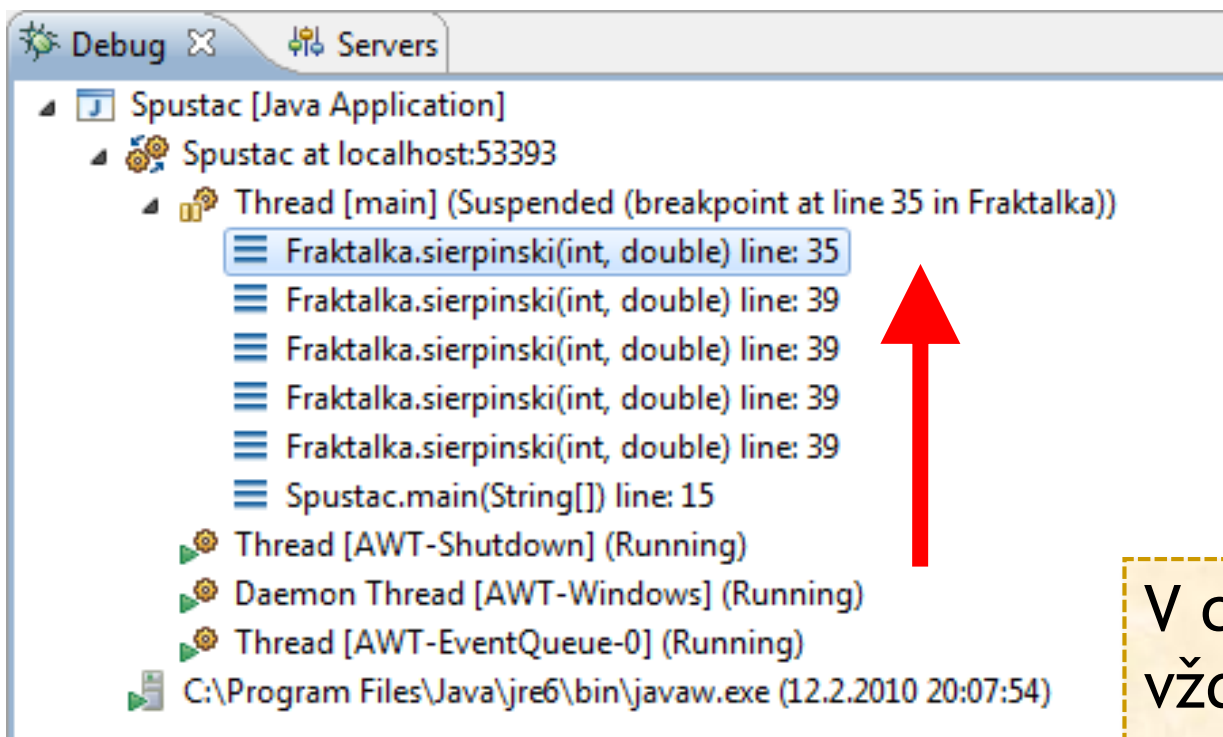 Debug Servers
Spustac [Java Application]
Spustac at localhost:53393
Thread [main] (Suspended (breakpoint at line 35 in Fraktalka))
Fraktalka.sierpinski(int, double) line: 35
Fraktalka.sierpinski(int, double) line: 39
Fraktalka.sierpinski(int, double) line: 39
Fraktalka.sierpinski(int, double) line: 39
Fraktalka.sierpinski(int, double) line: 39
Spustac.main(String[]) line: 15
Thread [AWT-Shutdown] (Running)
Daemon Thread [AWT-Windows] (Running)
Thread [AWT-EventQueue-0] (Running)
C:\Program Files\Java\jre6\bin\javaw.exe (12.2.2010 20:07:54)
V